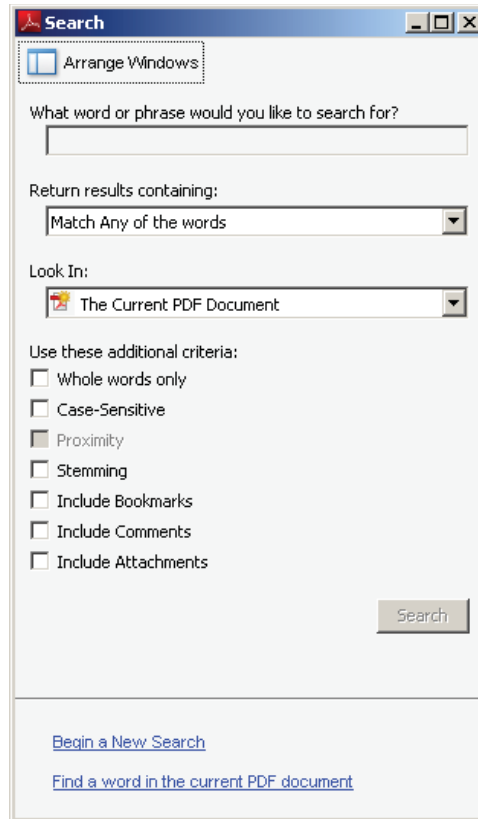 Search
Arrange Windows
What word or phrase would you like to search for?
Return results containing:
Match Any of the words
Look In:
The Current PDF Document
Use these additional criteria:
Whole words only
Case-Sensitive
Proximity
Stemming
Include Bookmarks
Include Comments
Include Attachments
Search
Begin a New Search
Find a word in the current PDF document